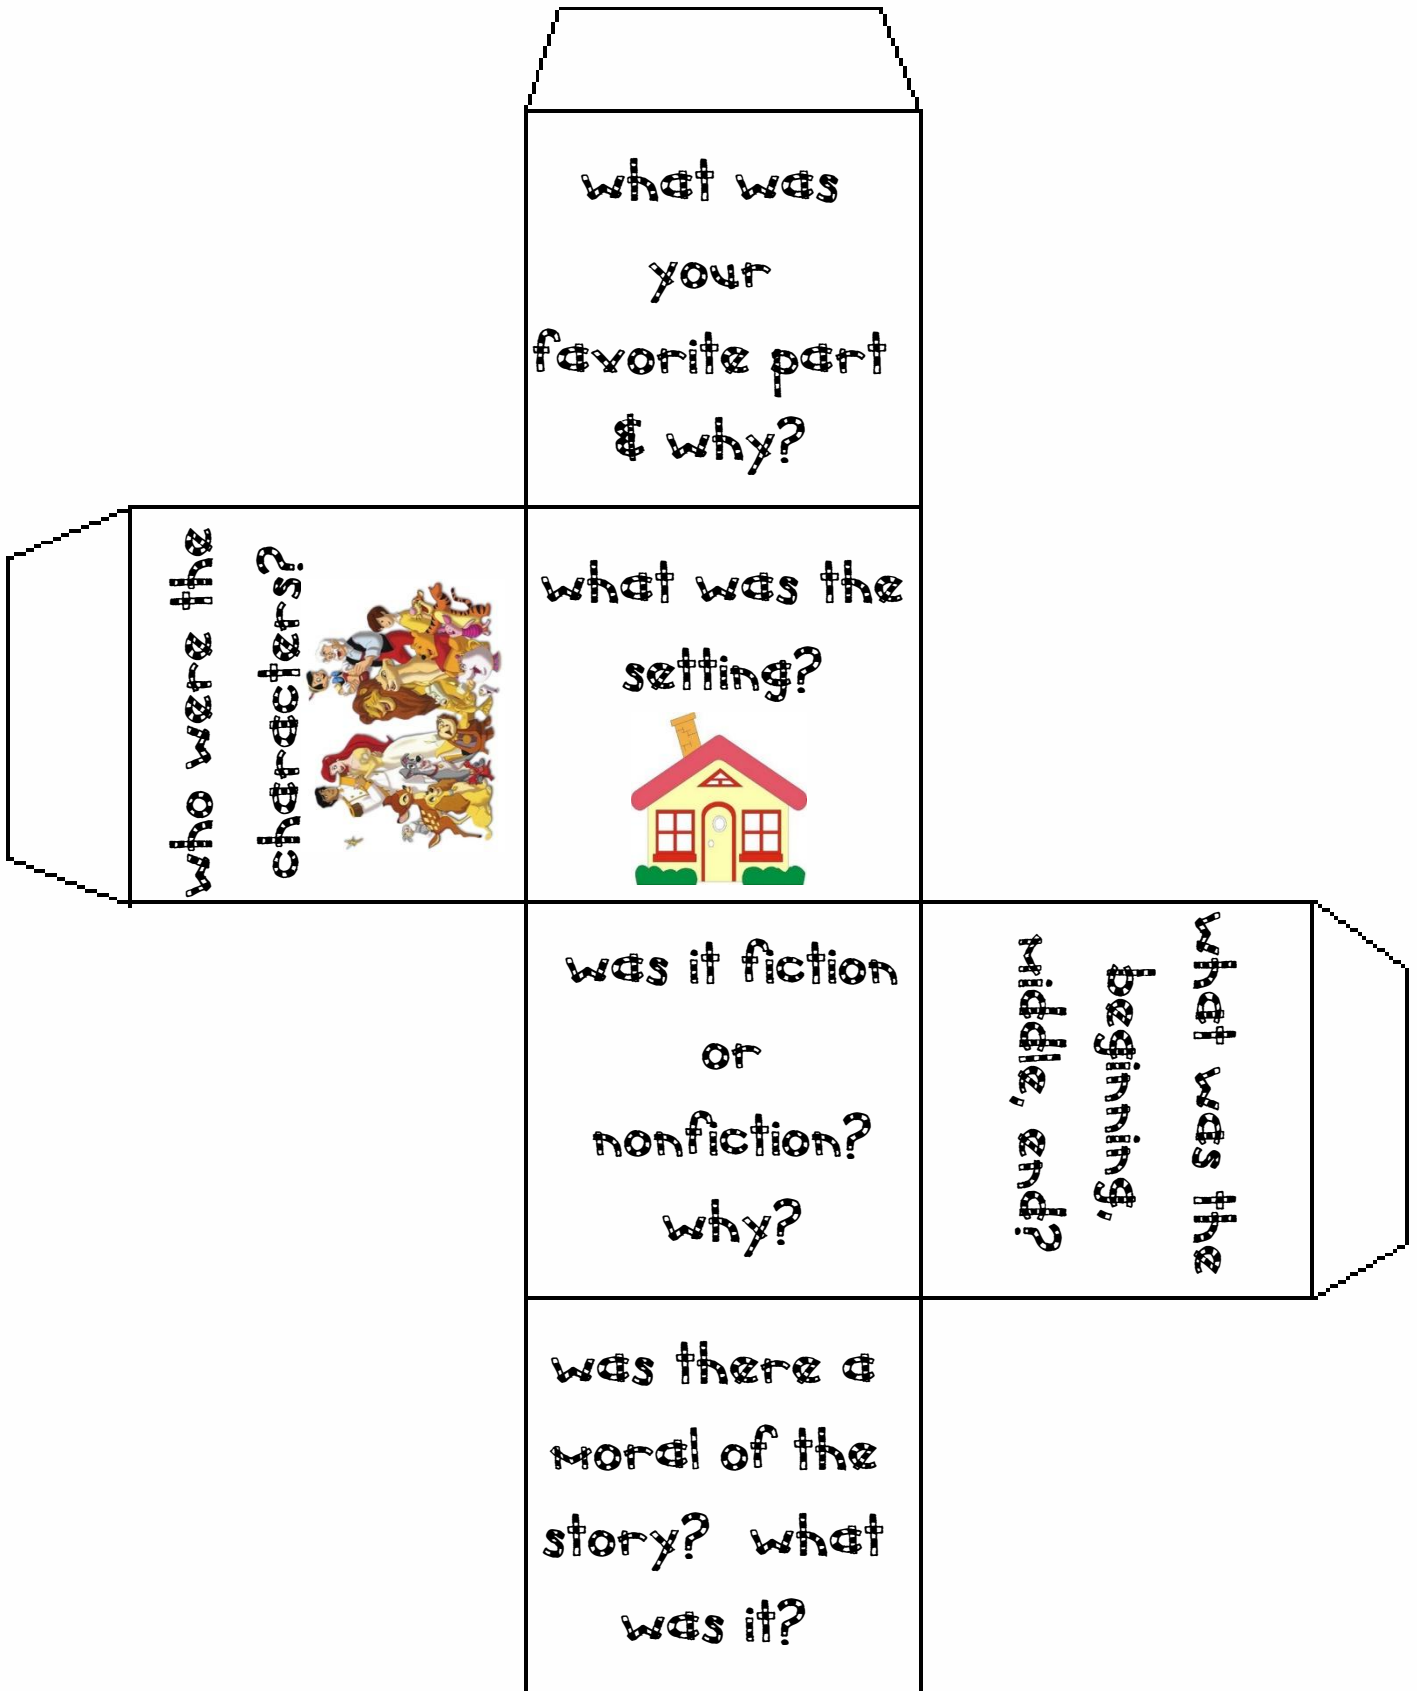 what was
your
favorite part
& why?
who were the
characters?
what was the
setting?
was it fiction
or
nonfiction?
why?
what was the
beginning,
middle, end?
was there a
moral of the
story? what
was it?